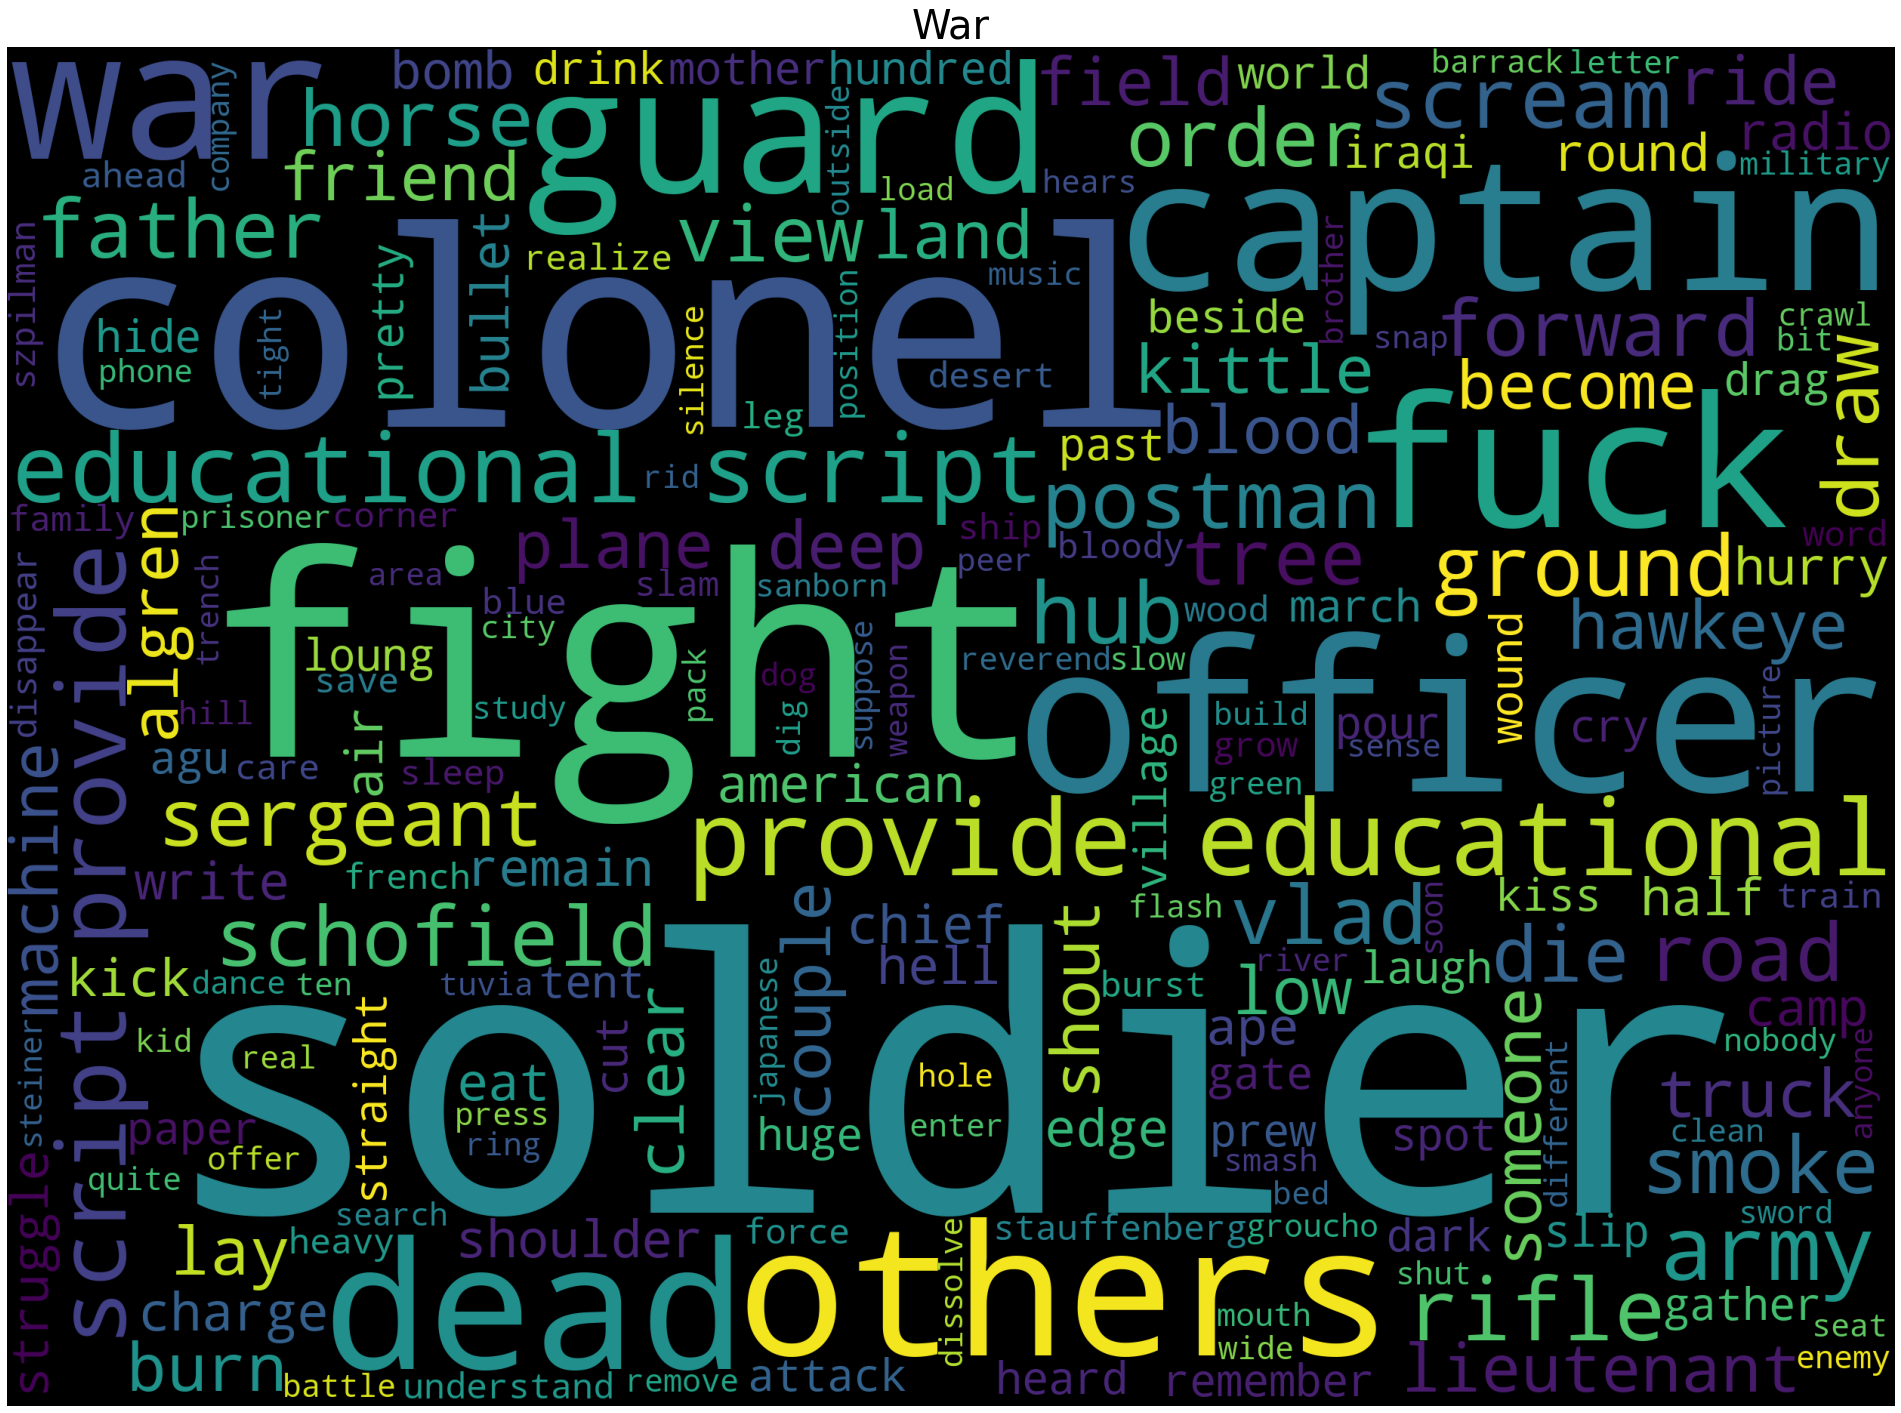 War
war
company
bomb
drink
mother
hundred
field
world
barrack
letter
ride
horse
guard
outside
scream
radio
order
iraqi
round
military
ahead
friend
load
hears
captain
father
szpilman
pretty
bullet
view
land
realize
music
colonel
hide
phone
tight
silence
position
desert
leg
brother
beside
snap
forward
crawl
bit
kittle
become
drag
draw
past
blood
fuck
educational
rid
script
postman
family
prisoner
corner
ship
word
plane
deep
peer
bloody
tree
ground
hurry
disappear
scriptprovide
algren
trench
area
slam
sanborn
blue
city
fight
hub
wood
march
hawkeye
loung
save
pack
dog
suppose
weapon
reverend
slow
officer
wound
picture
hill
study
dig
air
build
pour
cry
grow
sense
green
agu
care
sleep
american
village
machine
sergeant
provide
educational
write
french
remain
couple
flash
vlad
soon
kiss
half
train
schofield
chief
hell
shout
kick
dance
ten
tuvia
tent
burst
river
low
laugh
die
road
camp
soldier
steiner
kid
real
straight
cut
clear
japanese
eat
press
ring
hole
enter
ape
gate
someone
different
nobody
anyone
truck
paper
offer
quite
huge
edge
prew
smash
bed
spot
clean
smoke
struggle
search
heavy
lay
shoulder
force
dissolve
stauffenberg
groucho
dark
slip
sword
army
dead
others
shut
charge
mouth
wide
rifle
gather
seat
burn
battle
understand
remove
attack
heard
remember
lieutenant
enemy